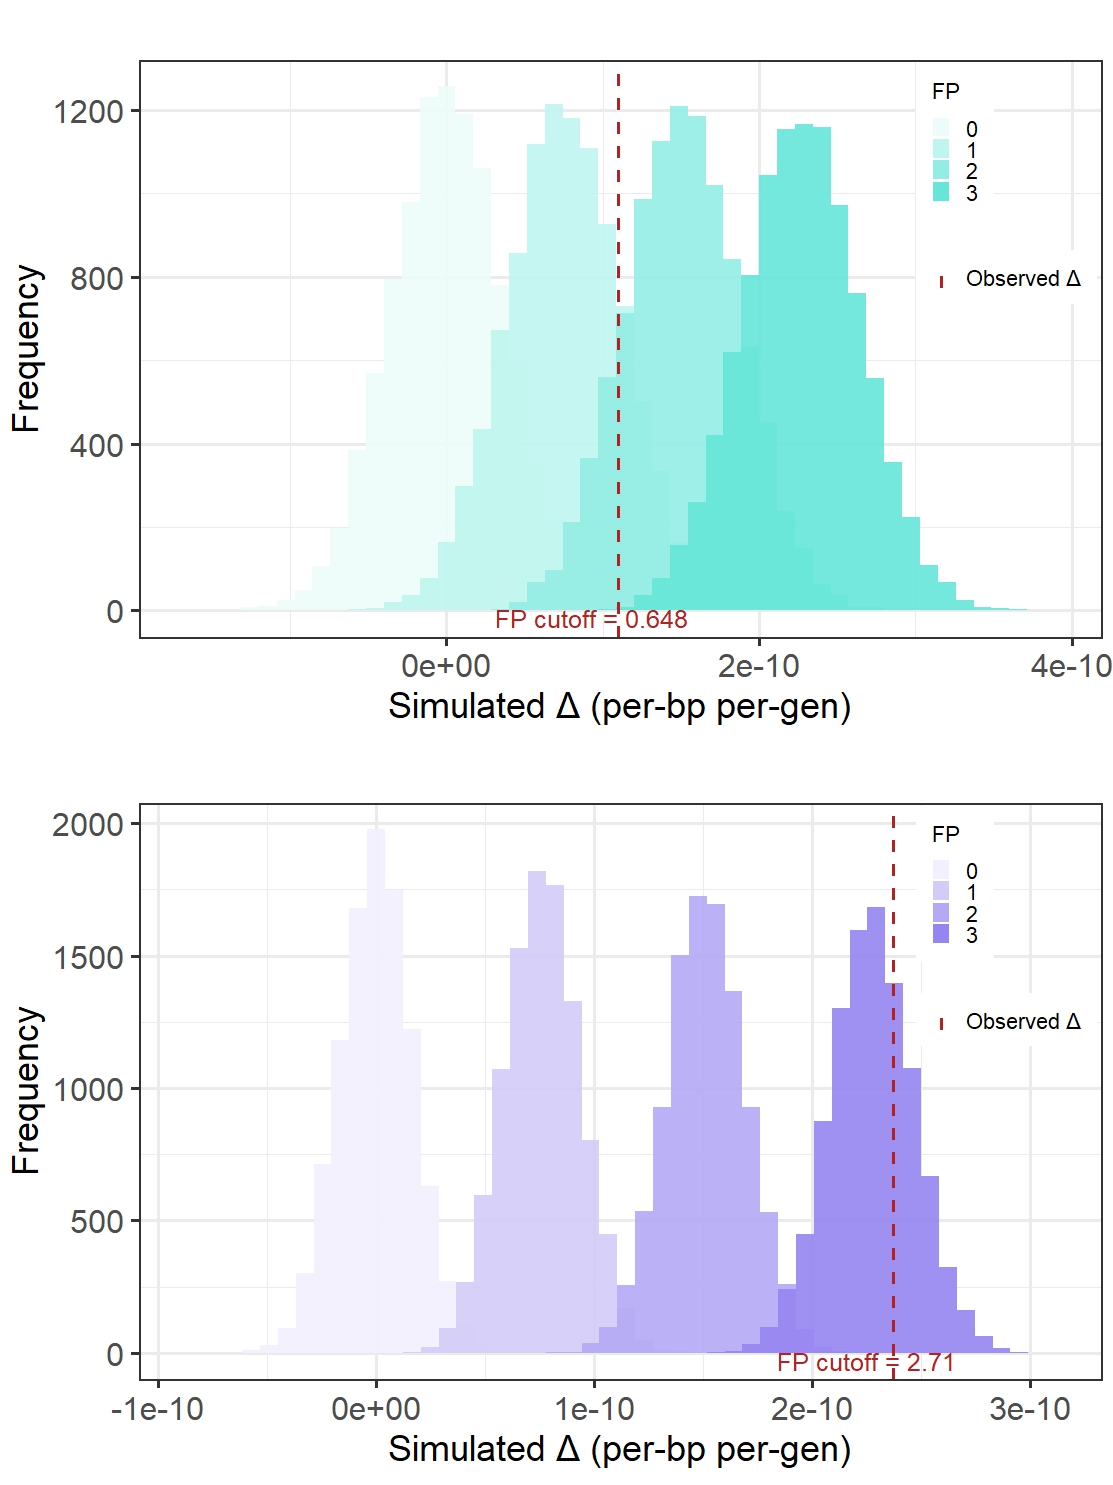 FP
0
1
2
3
Observed Δ
1200
800
400
0
Frequency
FP cutoff = 0.648
0e+00
2e-10
4e-10
Simulated Δ (per-bp per-gen)
FP
0
1
2
3
Observed Δ
2000
1500
1000
500
0
Frequency
FP cutoff = 2.71
-1e-10
0e+00
1e-10
2e-10
3e-10
Simulated Δ (per-bp per-gen)